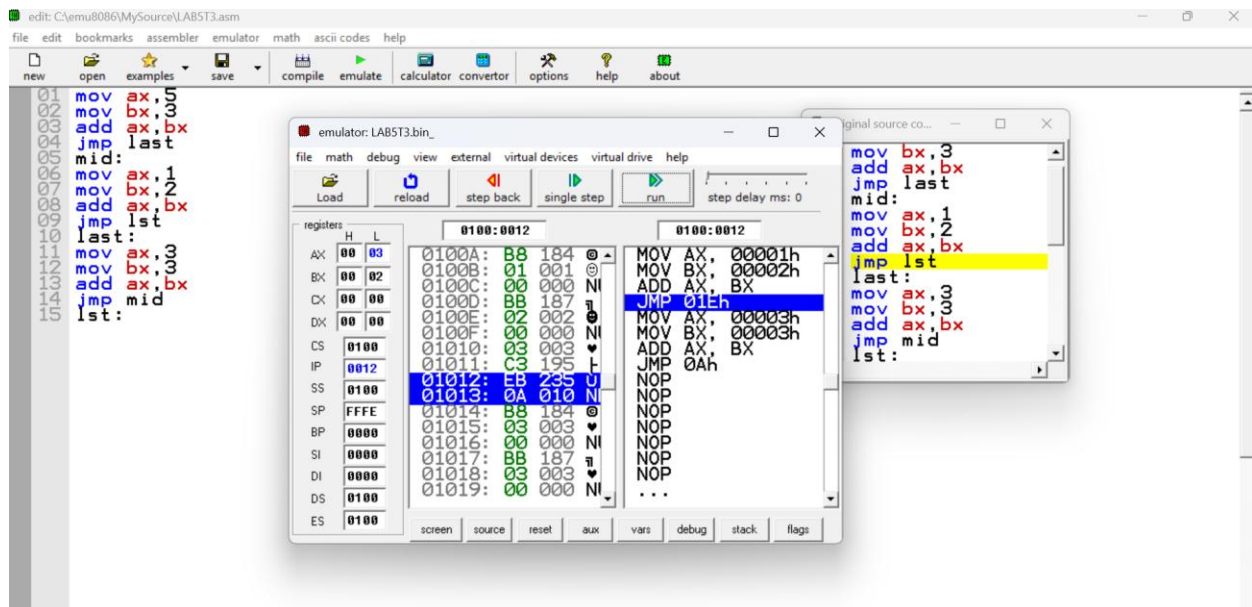 edit: C:\emu8086\MySource\LAB5T3.asm
file edit bookmarks assembler emulator math ascii codes help
new open examples save compile emulate calculator convertor options help about
01 mov ax,5
02 mov bx,3
03 add ax,bx
04 jmp last
05 mid:
06 mov ax,1
07 mov bx,2
08 add ax,bx
09 jmp lst
10 last:
11 mov ax,3
12 mov bx,3
13 add ax,bx
14 jmp mid
15 lst:
emulator: LAB5T3.bin_
file math debug view external virtual devices virtual drive help
Load reload step back single step run step delay ms: 0
registers
H L
AX 00 03
BX 00 02
CX 00 00
DX 00 00
CS 0100
IP 0012
SS 0100
SP FFFE
BP 0000
SI 0000
DI 0000
DS 0100
ES 0100
0100:0012
0100A: B8 184
0100B: 01 001
0100C: 00 000
0100D: BB 187
0100E: 02 002
0100F: 00 000
01010: 03 003
01011: C3 195
01012: EB 235
01013: 0A 010
01014: B8 184
01015: 03 003
01016: 00 000
01017: BB 187
01018: 03 003
01019: 00 000
0100:0012
MOV AX, 00001h
MOV BX, 00002h
ADD AX, BX
JMP 01Eh
MOV AX, 00003h
MOV BX, 00003h
ADD AX, BX
JMP 0Ah
NOP
NOP
NOP
NOP
NOP
NOP
NOP
...
screen source reset aux vars debug stack flags
source co...
mov bx,3
add ax,bx
jmp last
mid:
mov ax,1
mov bx,2
add ax,bx
jmp lst
last:
mov ax,3
mov bx,3
add ax,bx
jmp mid
lst: